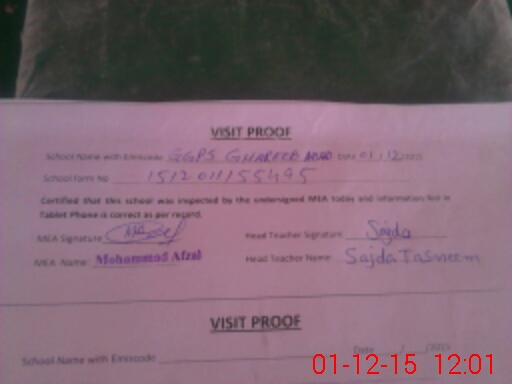 VISIT PROOF
School Name with Emiscode GGPS GHAREEB ABAD Date 01/12/2015
School form No 1512011155495
Certified that this school was inspected by the undersigned MEA today and information fed in
Tablet Phone is correct as per record.
MEA Signature Head Teacher Signature Sajda
MEA Name: Mohammad Afzal Head Teacher Name: Sajda Tasneem
VISIT PROOF
School Name with Emiscode Date / /2015
01-12-15 12:01